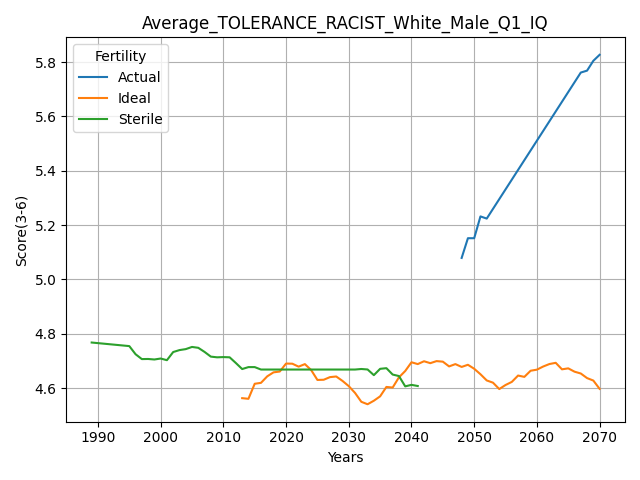 Average_TOLERANCE_RACIST_White_Male_Q1_IQ
Fertility
Actual
Ideal
Sterile
Score(3-6)
5.8
5.6
5.4
5.2
5.0
4.8
4.6
1990 2000 2010 2020 2030 2040 2050 2060 2070
Years